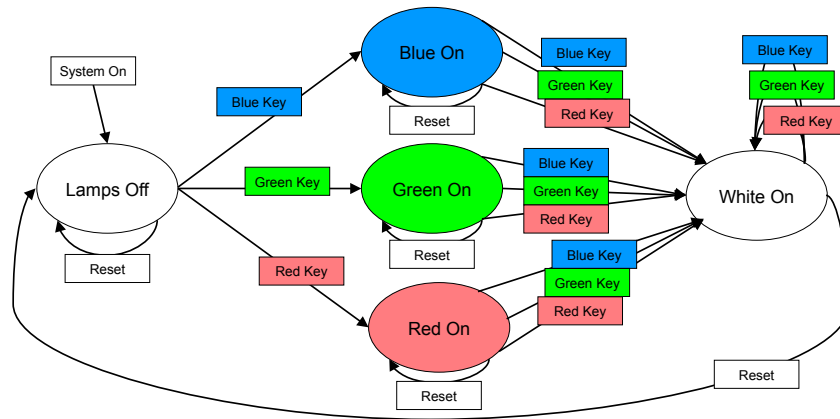 System On
Blue On
Blue Key
Blue Key
Green Key
Green Key
Blue Key
Red Key
Red Key
Reset
Lamps Off
Green Key
Green On
Blue Key
Green Key
Red Key
White On
Reset
Reset
Red Key
Blue Key
Green Key
Red Key
Red On
Reset
Reset